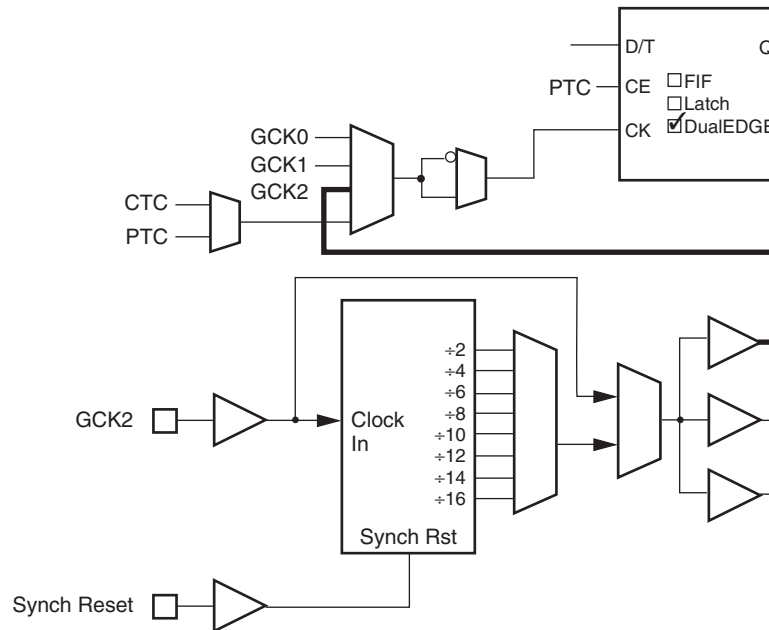 D/T
Q
PTC
CE
FIF
Latch
CK
DualEDGE
GCK0
GCK1
GCK2
CTC
PTC
÷2
÷4
÷6
÷8
÷10
÷12
÷14
÷16
GCK2
Clock
In
Synch Rst
Synch Reset